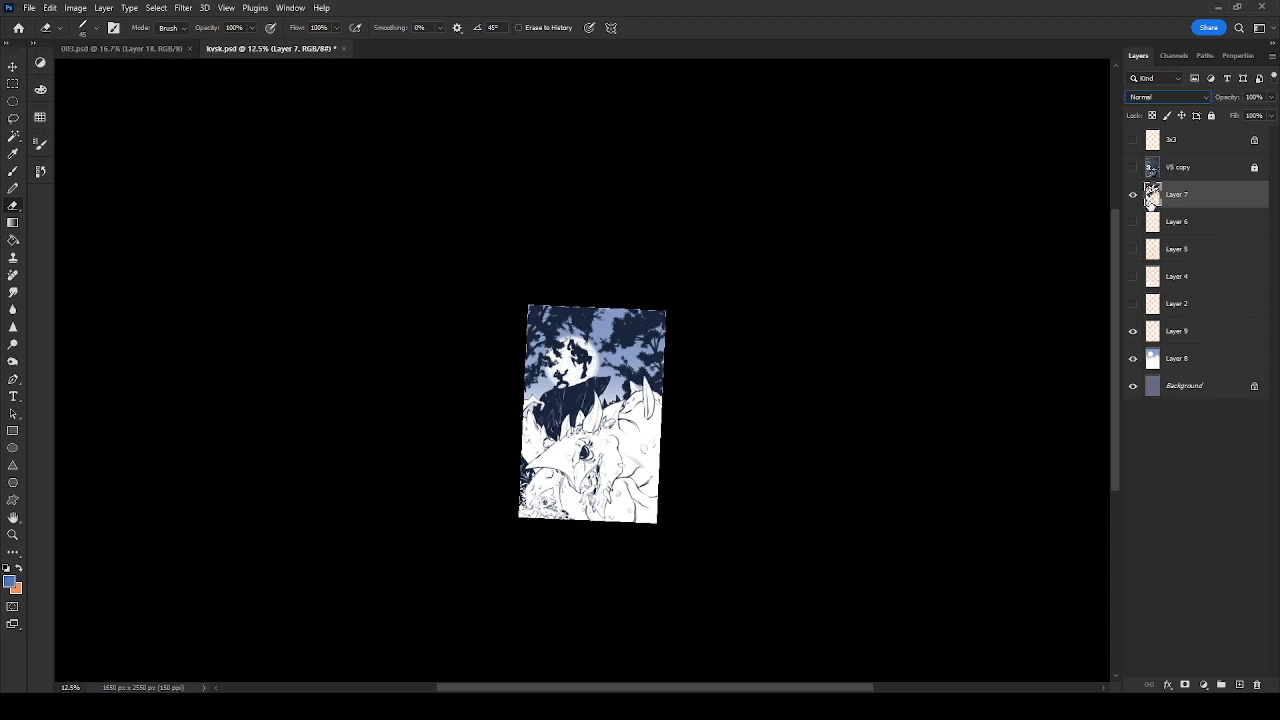 Ps File Edit Image Layer Type Select Filter 3D View Plugins Window Help
45 Mode: Brush Opacity: 100% Flow: 100% Smoothing: 0% 45° Erase to History Share
003.psd @ 16.7% (Layer 18, RGB/8) × kvsk.psd @ 12.5% (Layer 7, RGB/8#) * ×
Layers Channels Paths Properties
Kind
Normal Opacity: 100%
Lock: Fill: 100%
3x3
VS copy
Layer 7
Layer 6
Layer 5
Layer 4
Layer 2
Layer 9
Layer 8
Background
12.5% 1650 px x 2550 px (150 ppi)